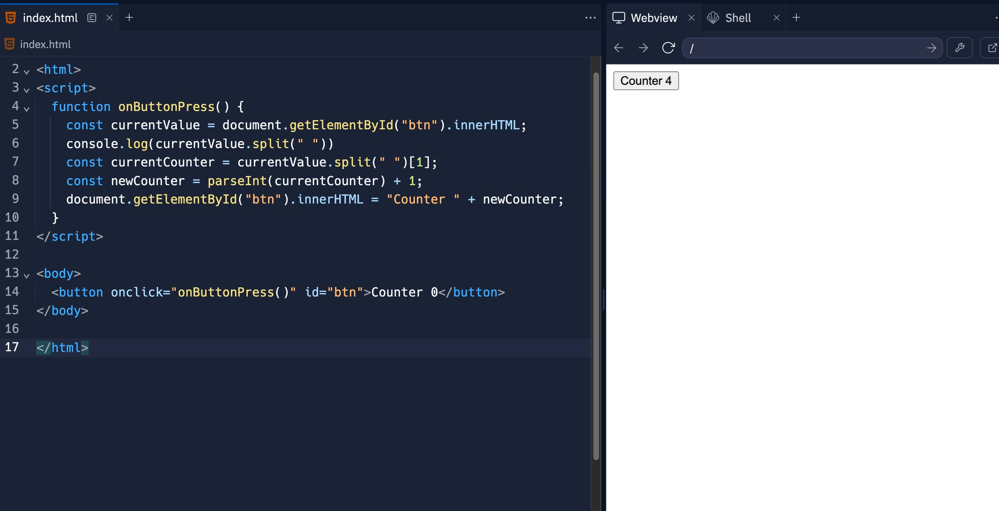 index.html
Webview
Shell
index.html
/
2 <html>
3 <script>
4 function onButtonPress() {
5 const currentValue = document.getElementById("btn").innerHTML;
6 console.log(currentValue.split(" "))
7 const currentCounter = currentValue.split(" ")[1];
8 const newCounter = parseInt(currentCounter) + 1;
9 document.getElementById("btn").innerHTML = "Counter " + newCounter;
10 }
11 </script>
12
13 <body>
14 <button onclick="onButtonPress()" id="btn">Counter 0</button>
15 </body>
16
17 </html>
Counter 4